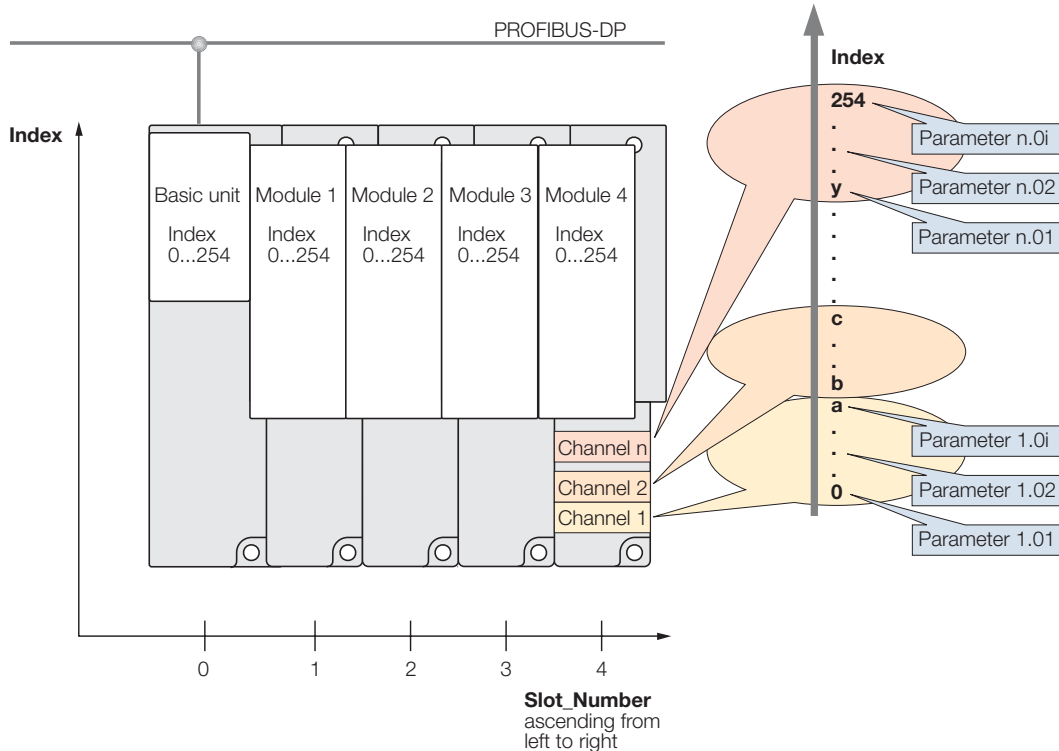 PROFIBUS-DP
Index
Basic unit
Index
0...254
Module 1
Index
0...254
Module 2
Index
0...254
Module 3
Index
0...254
Module 4
Index
0...254
Channel n
Channel 2
Channel 1
0
1
2
3
4
Slot_Number
ascending from
left to right
Index
254
.
.
.
y
.
.
.
.
.
c
.
.
b
a
.
.
.
0
Parameter n.0i
Parameter n.02
Parameter n.01
Parameter 1.0i
Parameter 1.02
Parameter 1.01